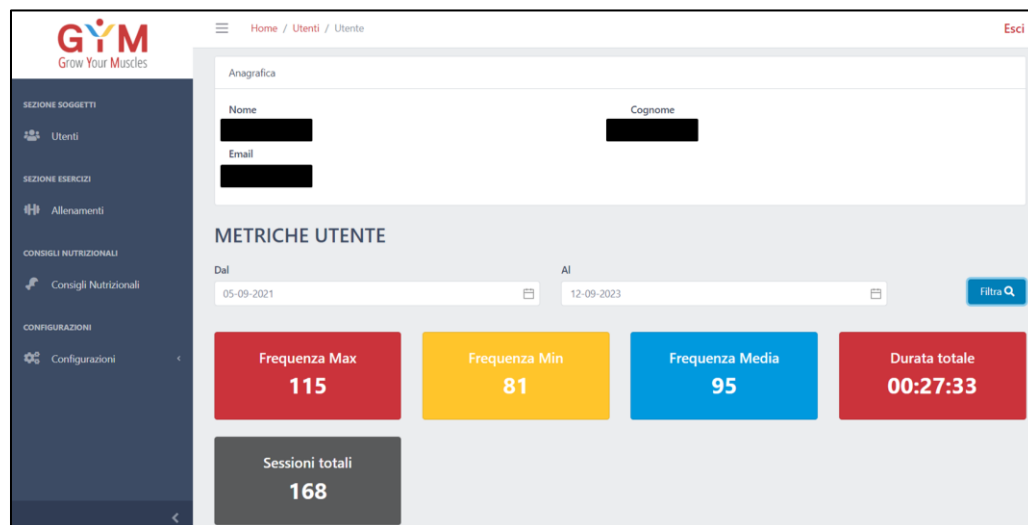 GYM
Grow Your Muscles
Home / Utenti / Utente
Esci
SEZIONE SOGGETTI
Utenti
SEZIONE ESERCIZI
Allenamenti
CONSIGLI NUTRIZIONALI
Consigli Nutrizionali
CONFIGURAZIONI
Configurazioni
Anagrafica
Nome
Cognome
Email
METRICHE UTENTE
Dal
Al
05-09-2021
12-09-2023
Filtra
Frequenza Max
115
Frequenza Min
81
Frequenza Media
95
Durata totale
00:27:33
Sessioni totali
168